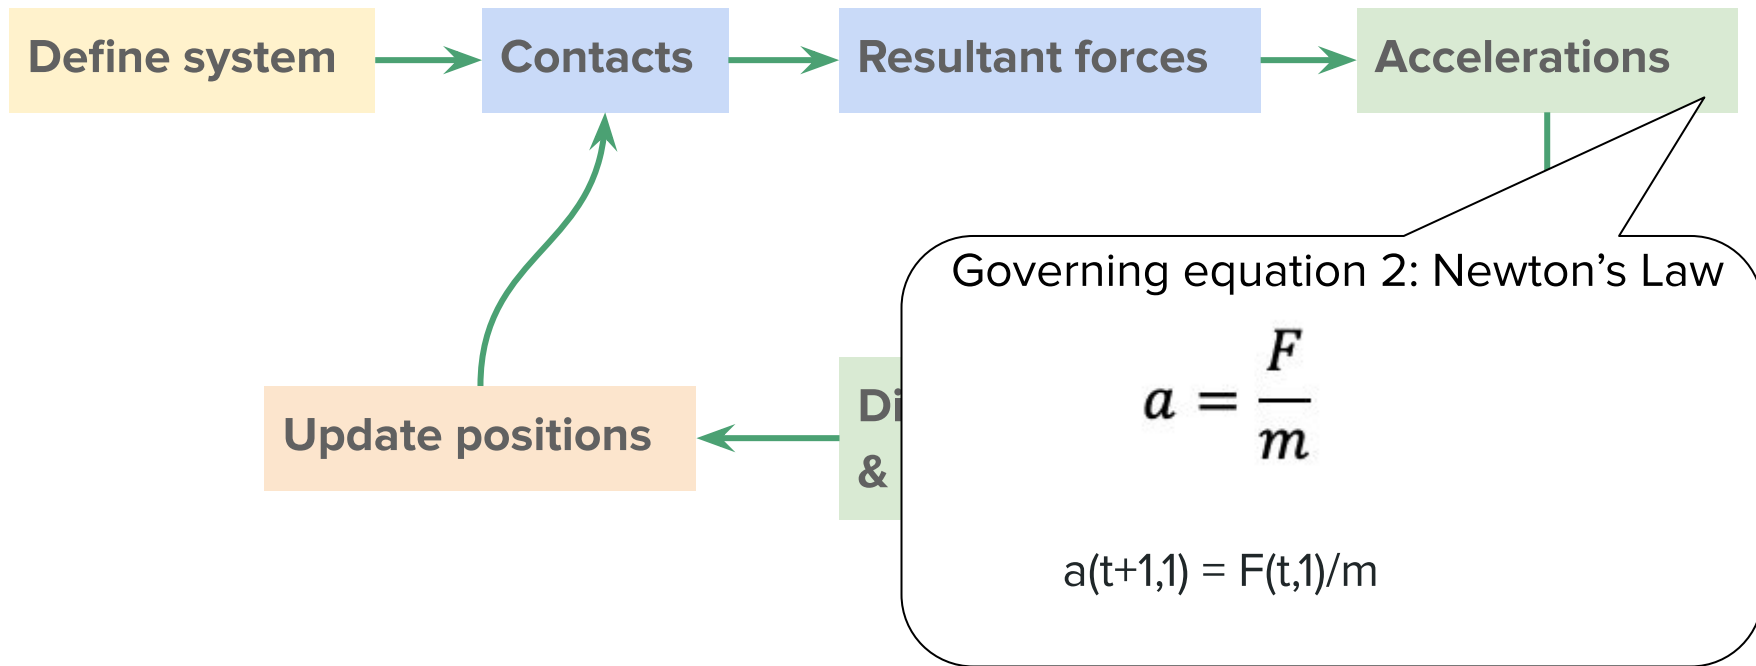 Define system
Contacts
Resultant forces
Accelerations
Governing equation 2: Newton’s Law
a = F/m
Update positions
&
a(t+1,1) = F(t,1)/m